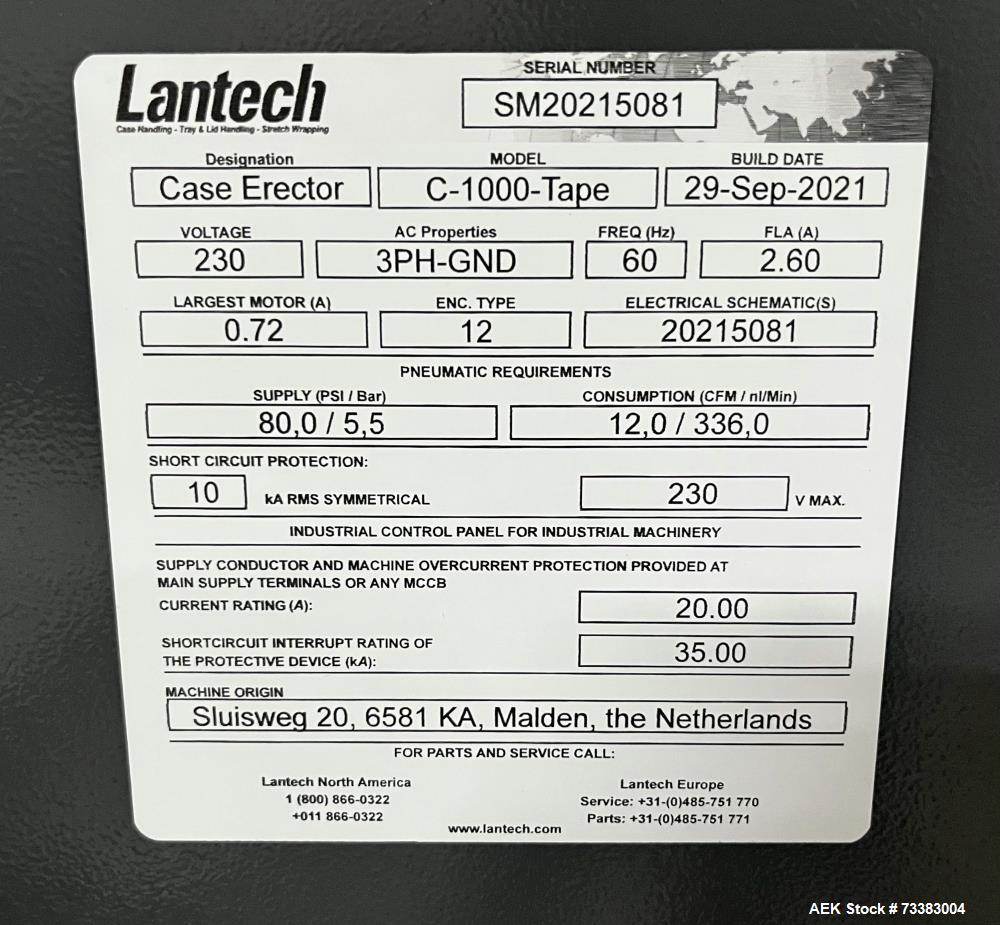 Lantech
Case Handling - Tray & Lid Handling - Stretch Wrapping
SERIAL NUMBER
SM20215081
Designation MODEL BUILD DATE
Case Erector C-1000-Tape 29-Sep-2021
VOLTAGE AC Properties FREQ (Hz) FLA (A)
230 3PH-GND 60 2.60
LARGEST MOTOR (A) ENC. TYPE ELECTRICAL SCHEMATIC(S)
0.72 12 20215081
PNEUMATIC REQUIREMENTS
SUPPLY (PSI / Bar) CONSUMPTION (CFM / nl/Min)
80,0 / 5,5 12,0 / 336,0
SHORT CIRCUIT PROTECTION:
10 kA RMS SYMMETRICAL 230 V MAX.
INDUSTRIAL CONTROL PANEL FOR INDUSTRIAL MACHINERY
SUPPLY CONDUCTOR AND MACHINE OVERCURRENT PROTECTION PROVIDED AT
MAIN SUPPLY TERMINALS OR ANY MCCB
CURRENT RATING (A): 20.00
SHORTCIRCUIT INTERRUPT RATING OF
THE PROTECTIVE DEVICE (kA): 35.00
MACHINE ORIGIN
Sluisweg 20, 6581 KA, Malden, the Netherlands
FOR PARTS AND SERVICE CALL:
Lantech North America Lantech Europe
1 (800) 866-0322 Service: +31-(0)485-751 770
+011 866-0322 Parts: +31-(0)485-751 771
www.lantech.com
AEK Stock # 73383004